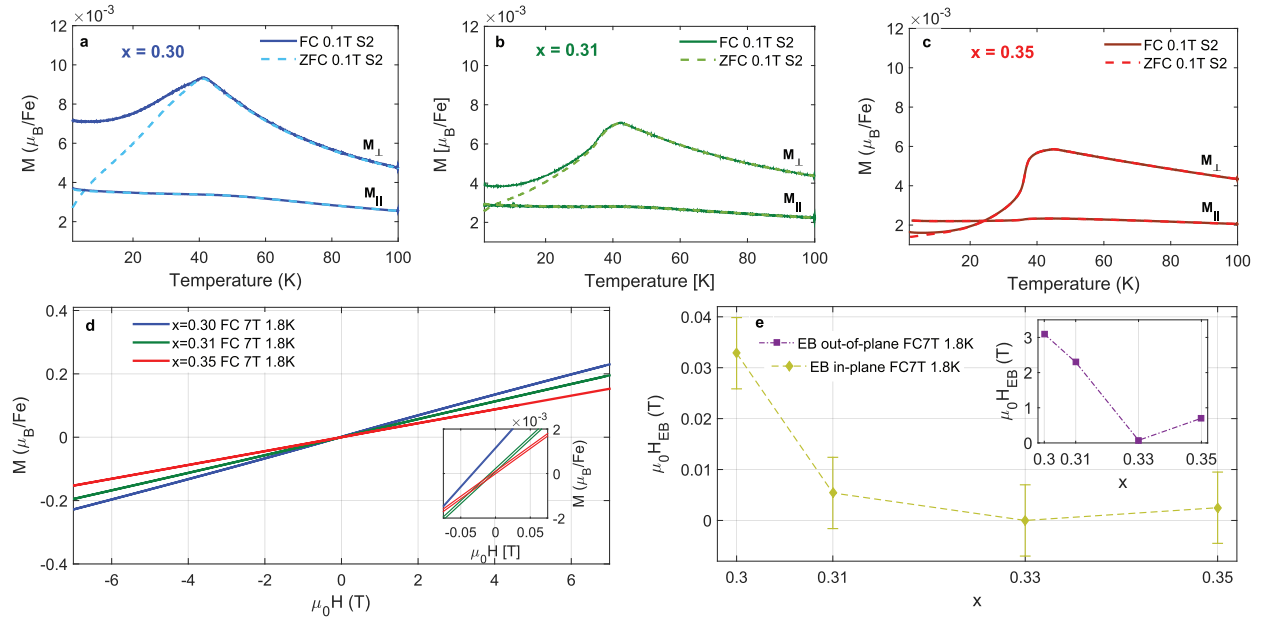 ×10⁻³
12
10
8
6
4
2
M (μ_B/Fe)
a
x = 0.30
FC 0.1T S2
ZFC 0.1T S2
M⊥
M||
20 40 60 80 100
Temperature (K)
×10⁻³
12
10
8
6
4
2
M [μ_B/Fe]
b
x = 0.31
FC 0.1T S2
ZFC 0.1T S2
M⊥
M||
20 40 60 80 100
Temperature [K]
×10⁻³
12
10
8
6
4
2
M (μ_B/Fe)
c
x = 0.35
FC 0.1T S2
ZFC 0.1T S2
M⊥
M||
20 40 60 80 100
Temperature (K)
0.4
0.2
0
-0.2
-0.4
M (μ_B/Fe)
d
x=0.30 FC 7T 1.8K
x=0.31 FC 7T 1.8K
x=0.35 FC 7T 1.8K
×10⁻³
2
0
-2
M (μ_B/Fe)
-0.05 0 0.05
μ₀H [T]
-6 -4 -2 0 2 4 6
μ₀H (T)
0.04
0.03
0.02
0.01
0
μ₀H_EB (T)
e
EB out-of-plane FC7T 1.8K
EB in-plane FC7T 1.8K
3
2
1
0
μ₀H_EB (T)
0.3 0.31 0.33 0.35
x
0.3 0.31 0.33 0.35
x